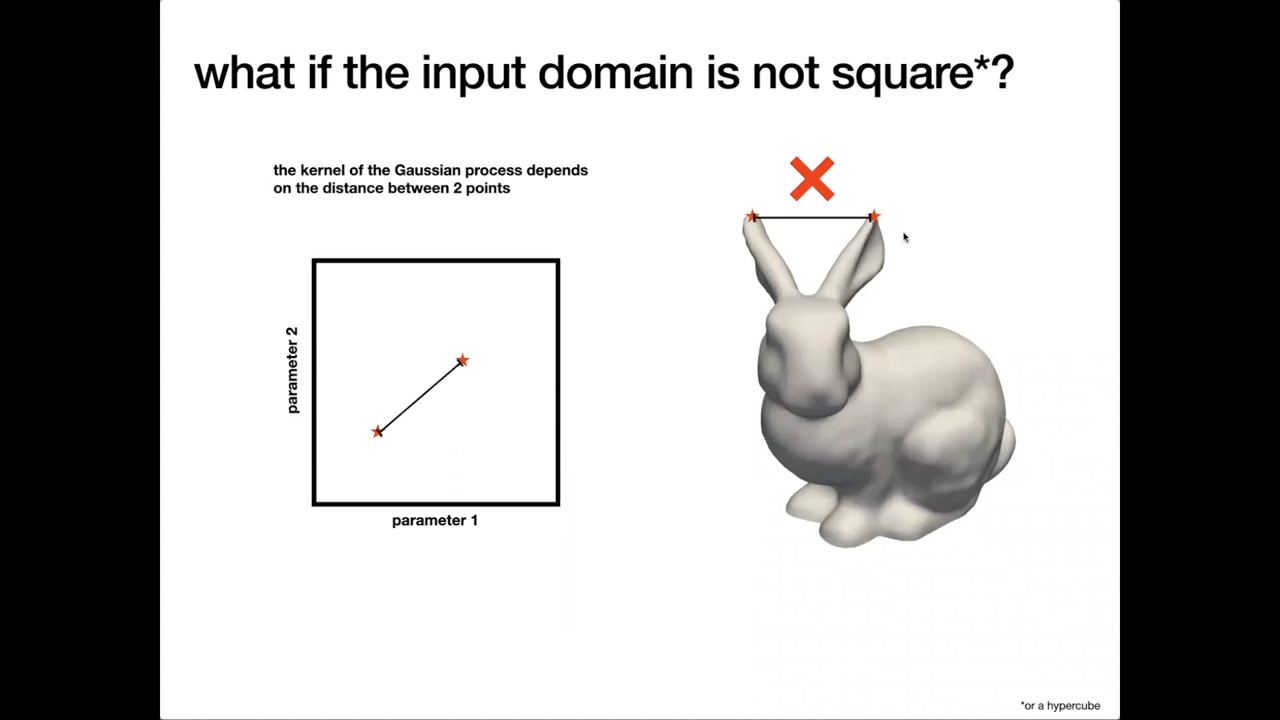 what if the input domain is not square*?
the kernel of the Gaussian process depends
on the distance between 2 points
parameter 2
parameter 1
*or a hypercube